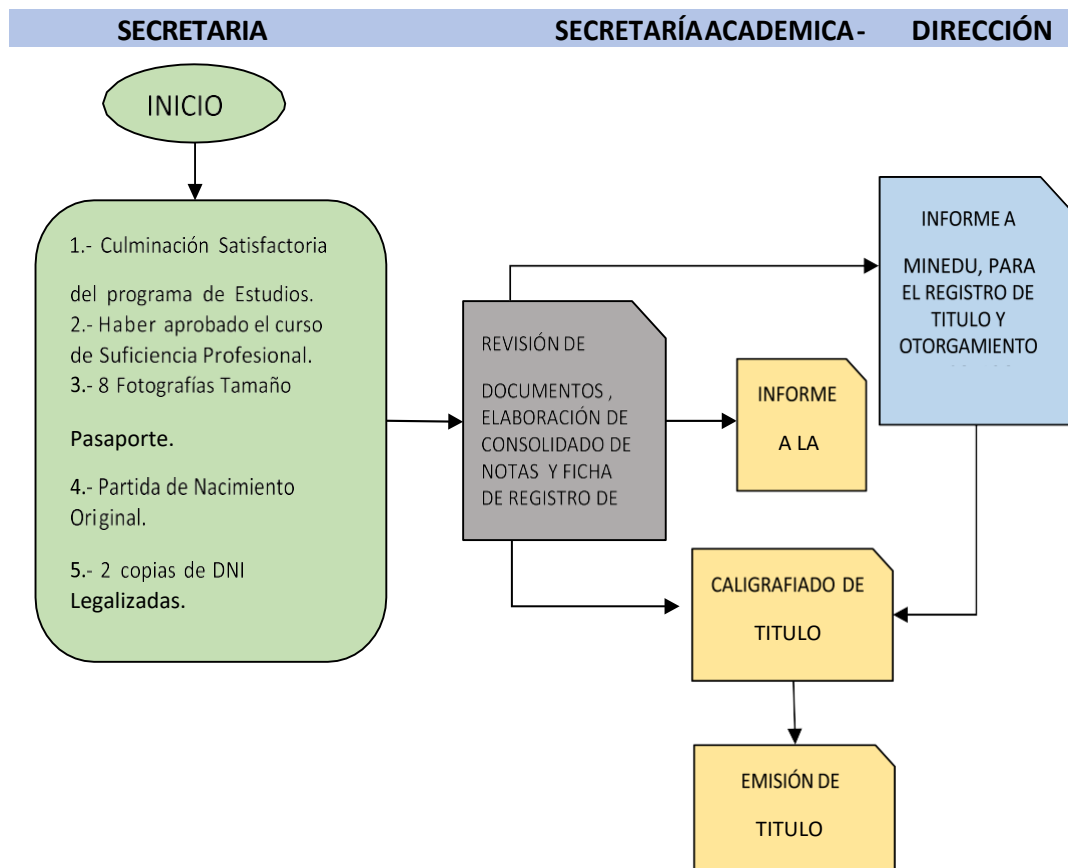 SECRETARIA
SECRETARÍA ACADEMICA - DIRECCIÓN
INICIO
1.- Culminación Satisfactoria
del programa de Estudios.
2.- Haber aprobado el curso
de Suficiencia Profesional.
3.- 8 Fotografías Tamaño
Pasaporte.
4.- Partida de Nacimiento
Original.
5.- 2 copias de DNI
Legalizadas.
REVISIÓN DE
DOCUMENTOS ,
ELABORACIÓN DE
CONSOLIDADO DE
NOTAS Y FICHA
DE REGISTRO DE
INFORME
A LA
INFORME A
MINEDU, PARA
EL REGISTRO DE
TITULO Y
OTORGAMIENTO
CALIGRAFIADO DE
TITULO
EMISIÓN DE
TITULO